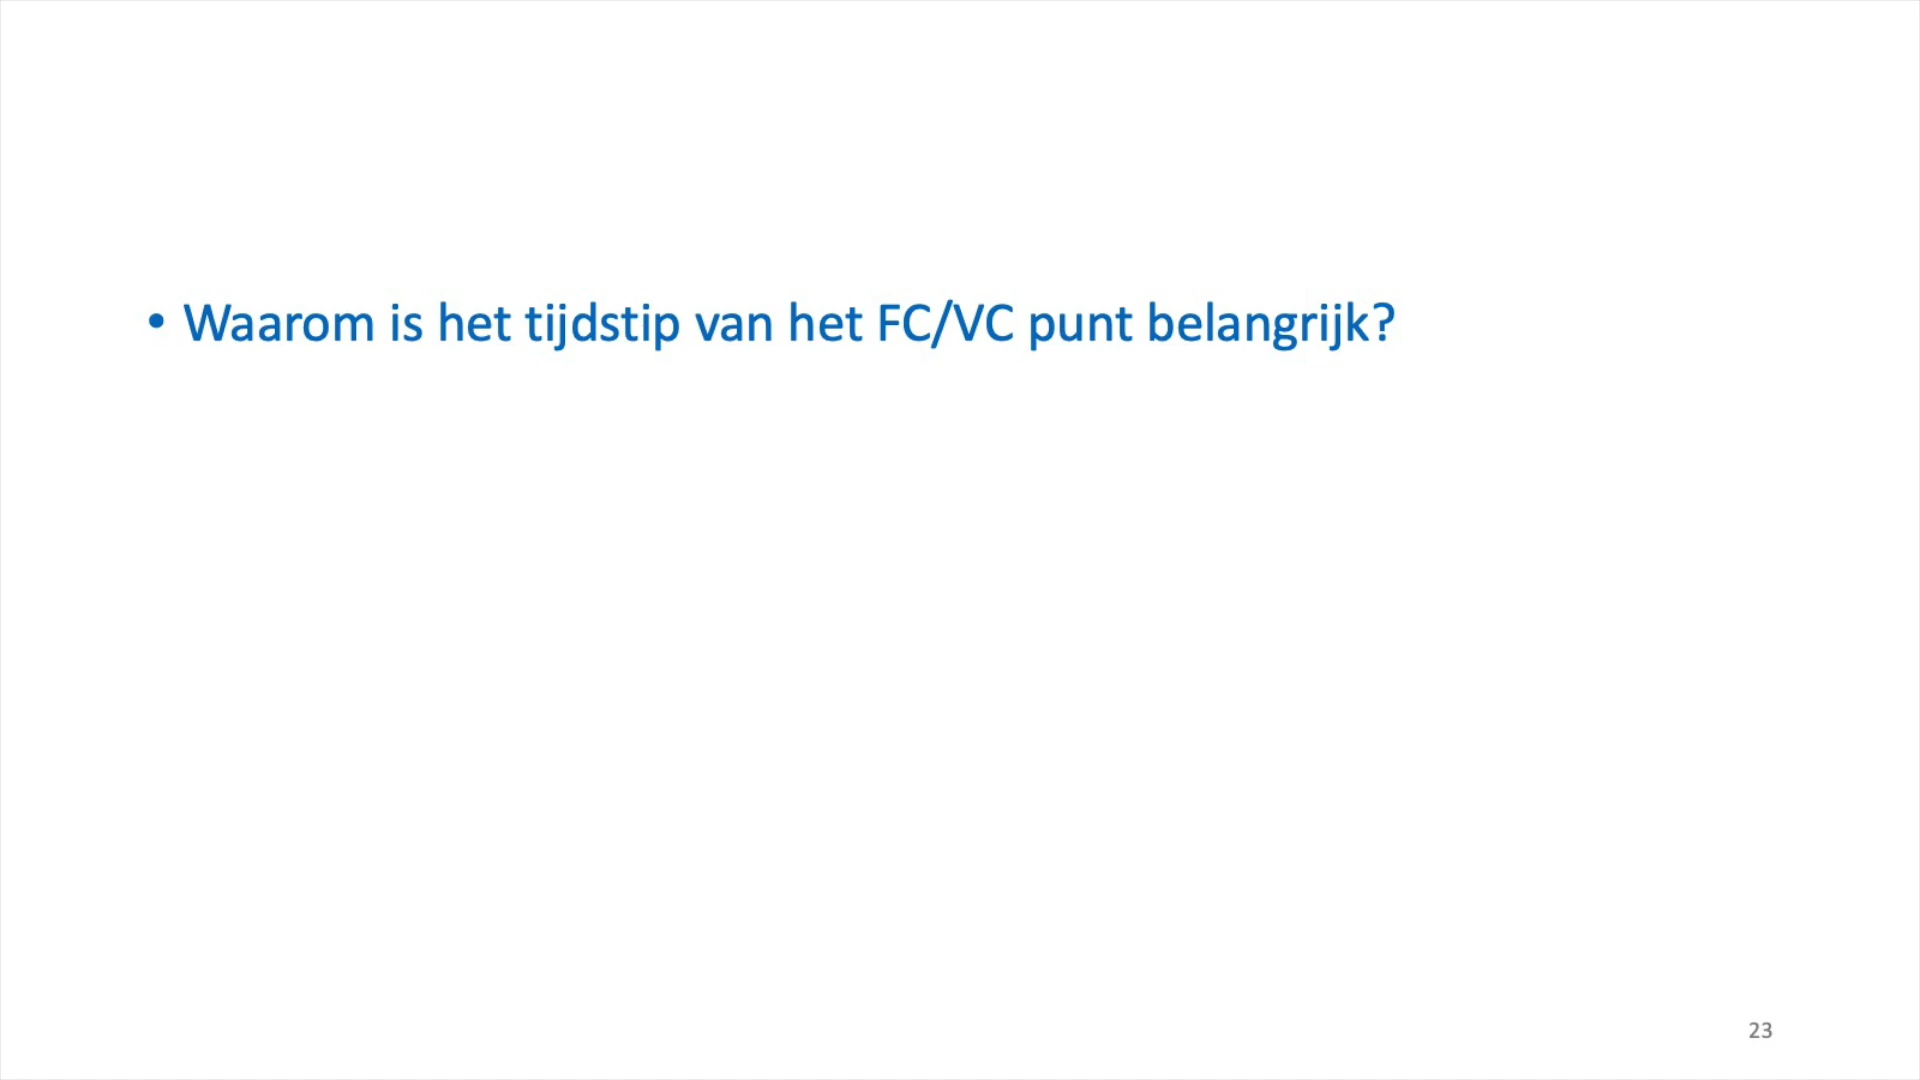 • Waarom is het tijdstip van het FC/VC punt belangrijk?
23